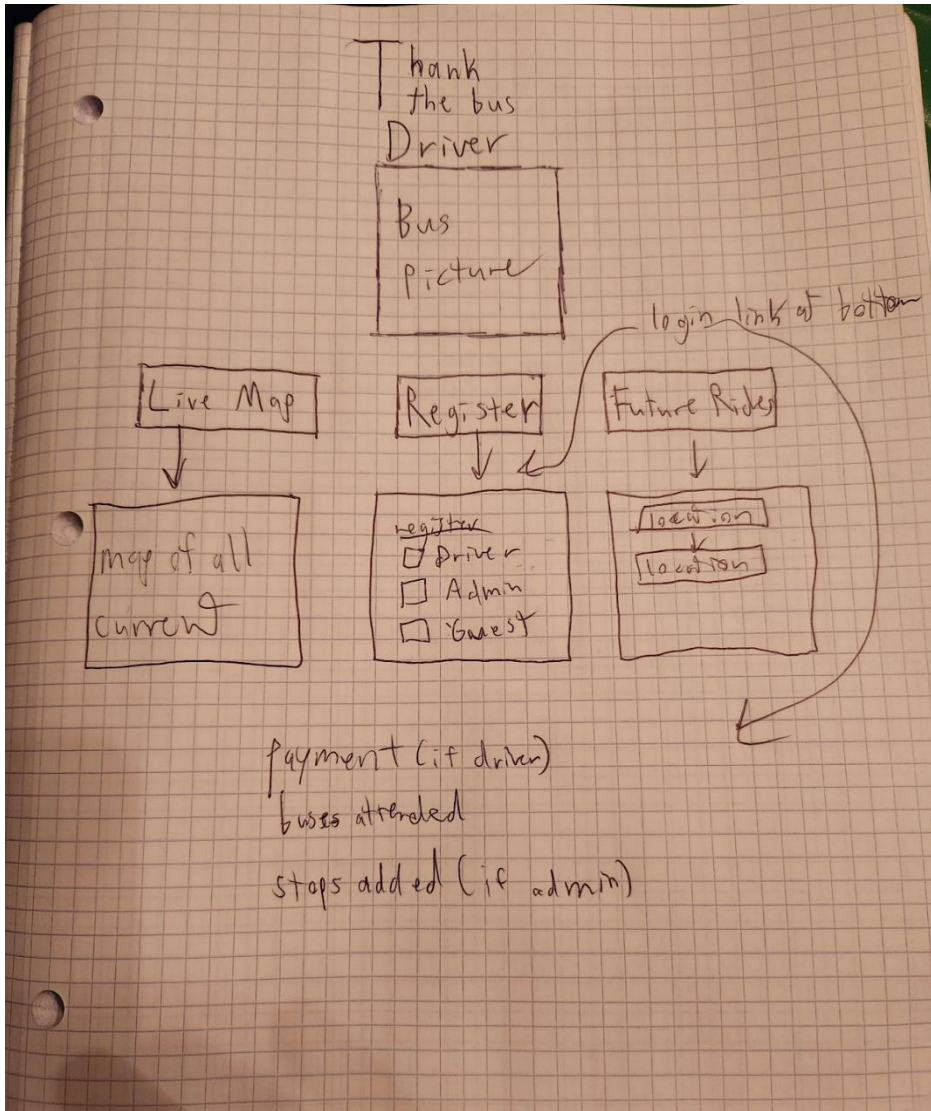 Thank
the bus
Driver
Bus
picture
login link at bottom
Live Map
Register
Future Rides
map of all
current
register
Driver
Admin
Guest
location
location
payment (if driver)
buses attended
stops added (if admin)